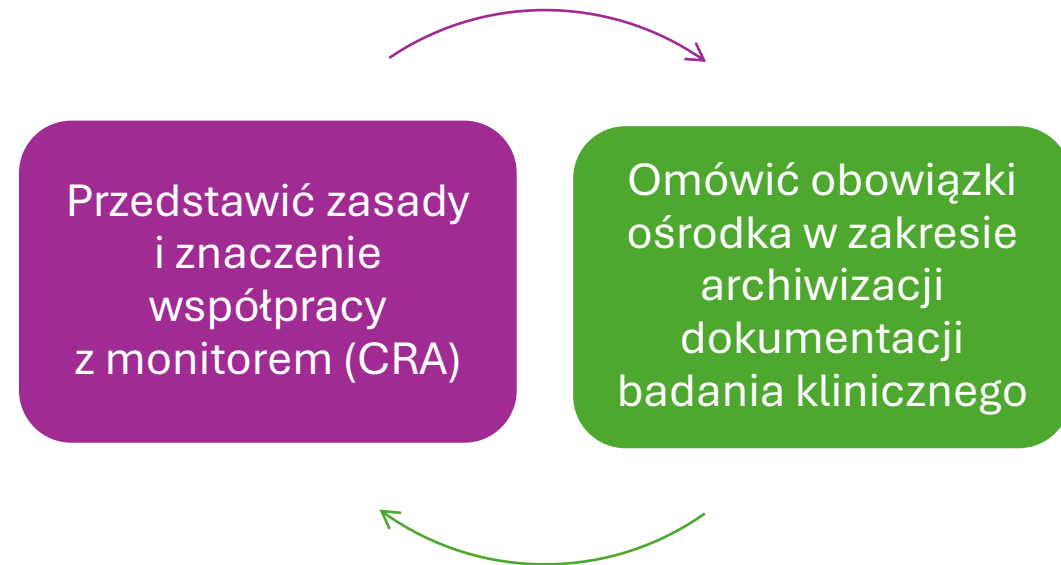 Przedstawić zasady
i znaczenie
współpracy
z monitorem (CRA)
Omówić obowiązki
ośrodka w zakresie
archiwizacji
dokumentacji
badania klinicznego